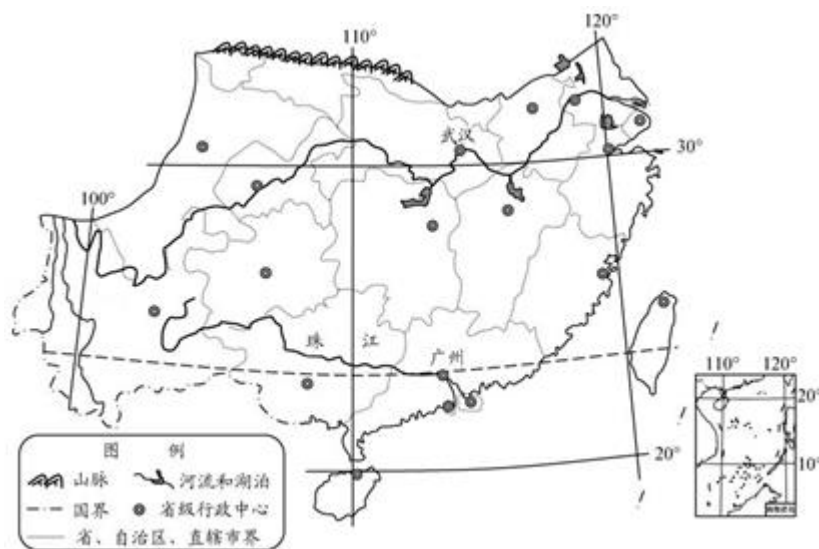 110°
120°
武汉
30°
100°
珠 江
广州
20°
110° 120°
20°
10°
图 例
山脉 河流和湖泊
国界 省级行政中心
省、自治区、直辖市界